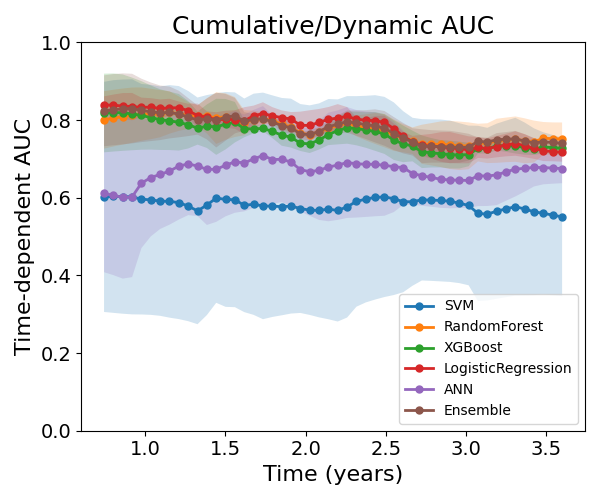 Cumulative/Dynamic AUC
Time-dependent AUC
1.0
0.8
0.6
0.4
0.2
0.0
SVM
RandomForest
XGBoost
LogisticRegression
ANN
Ensemble
1.0 1.5 2.0 2.5 3.0 3.5
Time (years)